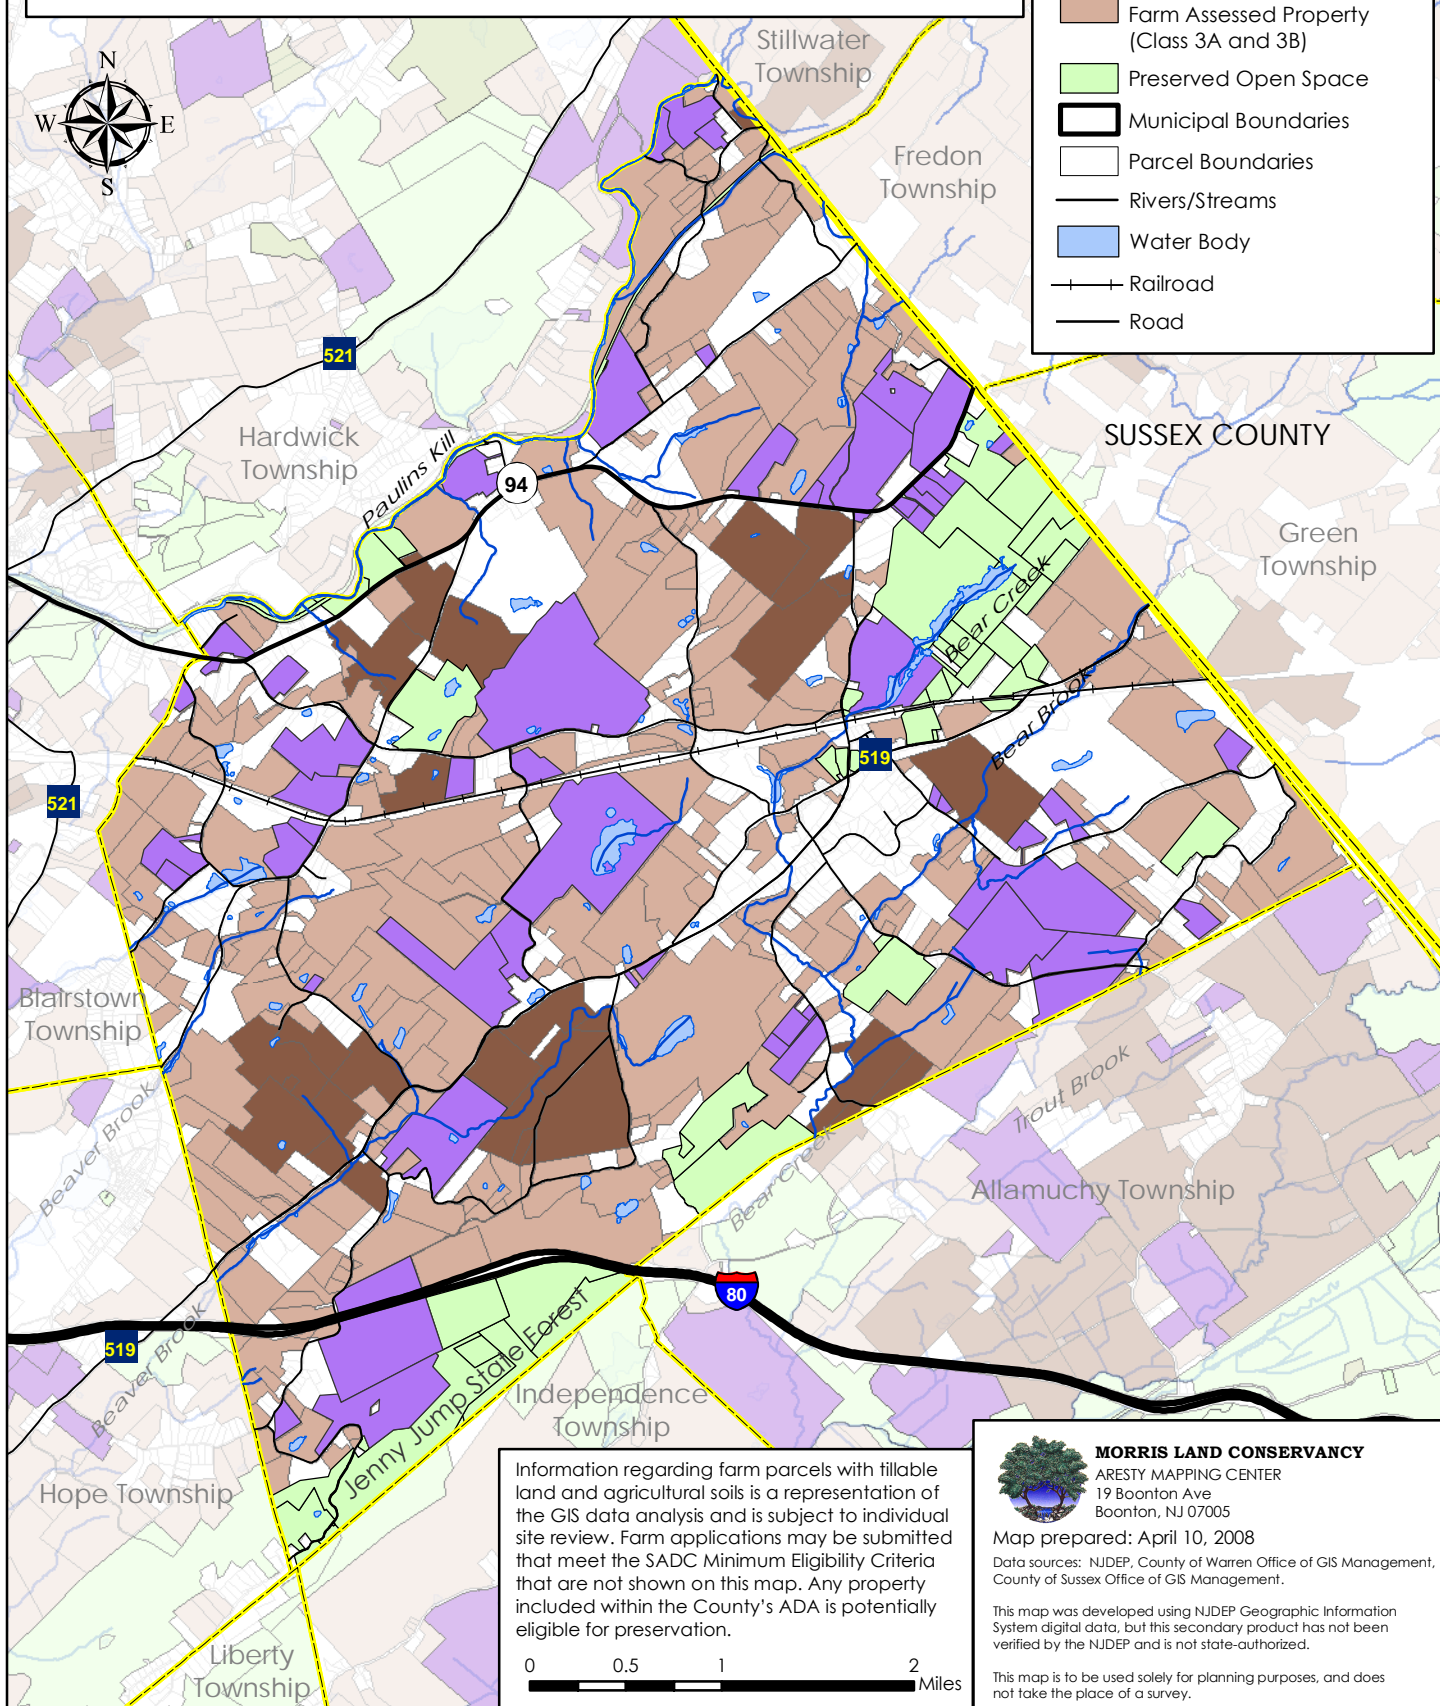 Farm Assessed Property
(Class 3A and 3B)
Preserved Open Space
Municipal Boundaries
Parcel Boundaries
Rivers/Streams
Water Body
Railroad
Road
N
W
E
S
Stillwater
Township
Fredon
Township
521
Hardwick
Township
Paulins Kill
94
SUSSEX COUNTY
Green
Township
Bear Creek
Bear Brook
519
521
Blairstown
Township
Beaver Brook
Trout Brook
Allamuchy Township
Bear Creek
80
519
Beaver Brook
Jenny Jump State Forest
Independence
Township
Hope Township
Liberty
Township
Information regarding farm parcels with tillable
land and agricultural soils is a representation of
the GIS data analysis and is subject to individual
site review. Farm applications may be submitted
that meet the SADC Minimum Eligibility Criteria
that are not shown on this map. Any property
included within the County's ADA is potentially
eligible for preservation.
0 0.5 1 2
Miles
MORRIS LAND CONSERVANCY
ARESTY MAPPING CENTER
19 Boonton Ave
Boonton, NJ 07005
Map prepared: April 10, 2008
Data sources: NJDEP, County of Warren Office of GIS Management,
County of Sussex Office of GIS Management.
This map was developed using NJDEP Geographic Information
System digital data, but this secondary product has not been
verified by the NJDEP and is not state-authorized.
This map is to be used solely for planning purposes, and does
not take the place of a survey.